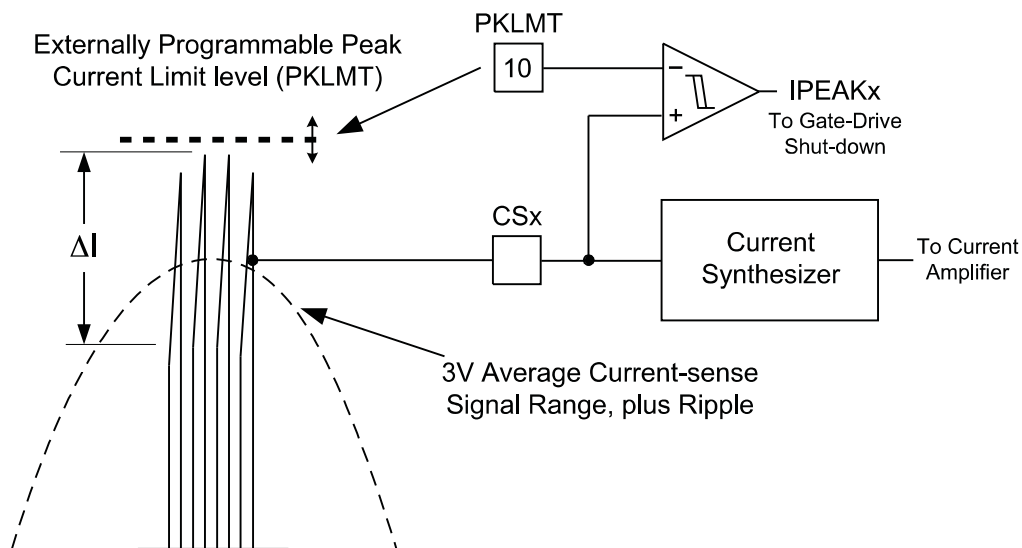 PKLMT
Externally Programmable Peak
Current Limit level (PKLMT)
10
−
+
IPEAKx
To Gate-Drive
Shut-down
ΔI
CSx
Current
Synthesizer
To Current
Amplifier
3V Average Current-sense
Signal Range, plus Ripple